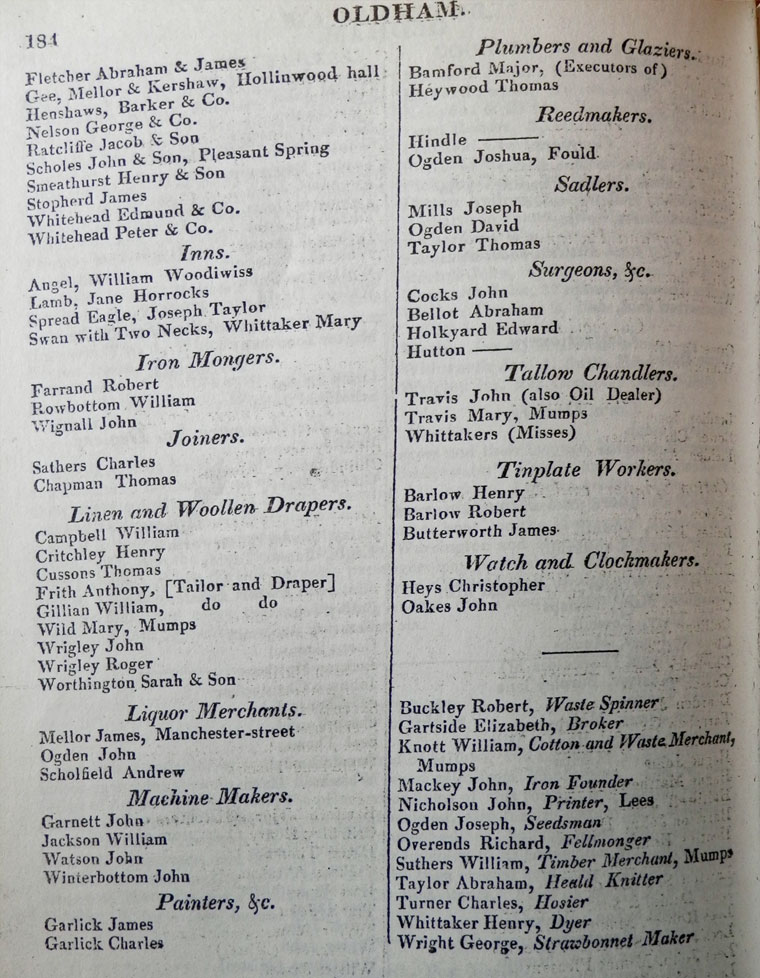 OLDHAM.
184
Fletcher Abraham & James
Gee, Mellor & Kershaw, Hollinwood hall
Henshaws, Barker & Co.
Nelson George & Co.
Ratcliffe Jacob & Son
Scholes John & Son, Pleasant Spring
Smeathurst Henry & Son
Stopherd James
Whitehead Edmund & Co.
Whitehead Peter & Co.
Inns.
Angel, William Woodiwiss
Lamb, Jane Horrocks
Spread Eagle, Joseph Taylor
Swan with Two Necks, Whittaker Mary
Iron Mongers.
Farrand Robert
Rowbottom William
Wignall John
Joiners.
Sathers Charles
Chapman Thomas
Linen and Woollen Drapers.
Campbell William
Critchley Henry
Cussons Thomas
Frith Anthony, [Tailor and Draper]
Gillian William, do do
Wild Mary, Mumps
Wrigley John
Wrigley Roger
Worthington Sarah & Son
Liquor Merchants.
Mellor James, Manchester-street
Ogden John
Scholfield Andrew
Machine Makers.
Garnett John
Jackson William
Watson John
Winterbottom John
Painters, &c.
Garlick James
Garlick Charles
Plumbers and Glaziers.
Bamford Major, (Executors of)
Heywood Thomas
Reedmakers.
Hindle ———
Ogden Joshua, Fould
Sadlers.
Mills Joseph
Ogden David
Taylor Thomas
Surgeons, &c.
Cocks John
Bellot Abraham
Holkyard Edward
Hutton ——
Tallow Chandlers.
Travis John (also Oil Dealer)
Travis Mary, Mumps
Whittakers (Misses)
Tinplate Workers.
Barlow Henry
Barlow Robert
Butterworth James
Watch and Clockmakers.
Heys Christopher
Oakes John
Buckley Robert, Waste Spinner
Gartside Elizabeth, Broker
Knott William, Cotton and Waste Merchant,
Mumps
Mackey John, Iron Founder
Nicholson John, Printer, Lees
Ogden Joseph, Seedsman
Overends Richard, Fellmonger
Suthers William, Timber Merchant, Mumps
Taylor Abraham, Heald Knitter
Turner Charles, Hosier
Whittaker Henry, Dyer
Wright George, Strawbonnet Maker